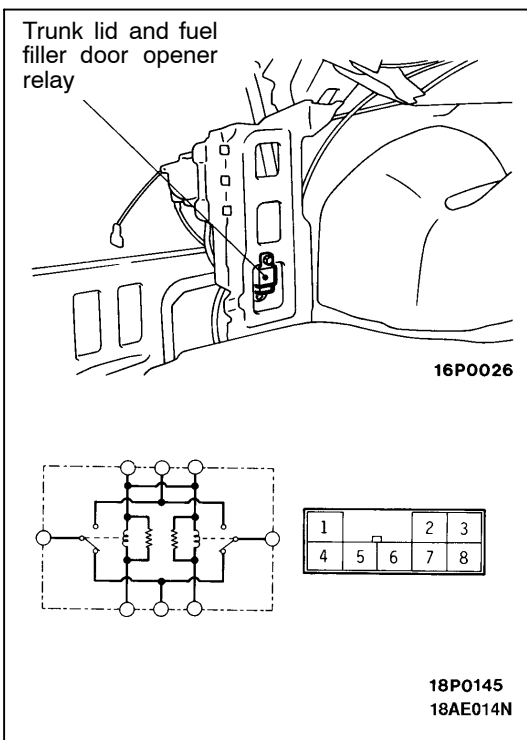 Trunk lid and fuel
filler door opener
relay
16P0026
1 2 3
4 5 6 7 8
18P0145
18AE014N